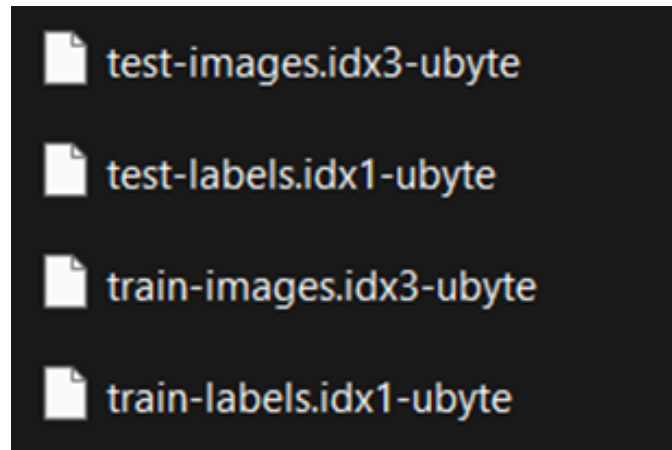 test-images.idx3-ubyte
test-labels.idx1-ubyte
train-images.idx3-ubyte
train-labels.idx1-ubyte